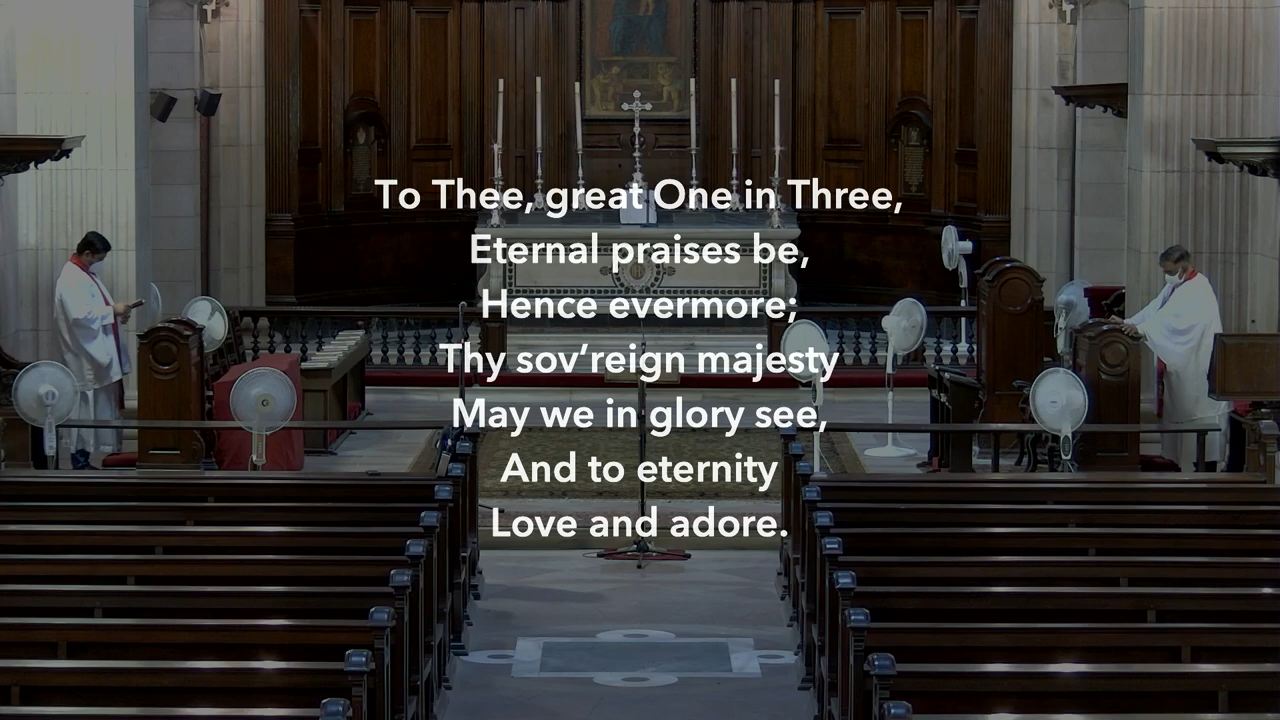 To Thee, great One in Three,
Eternal praises be,
Hence evermore;
Thy sov’reign majesty
May we in glory see,
And to eternity
Love and adore.